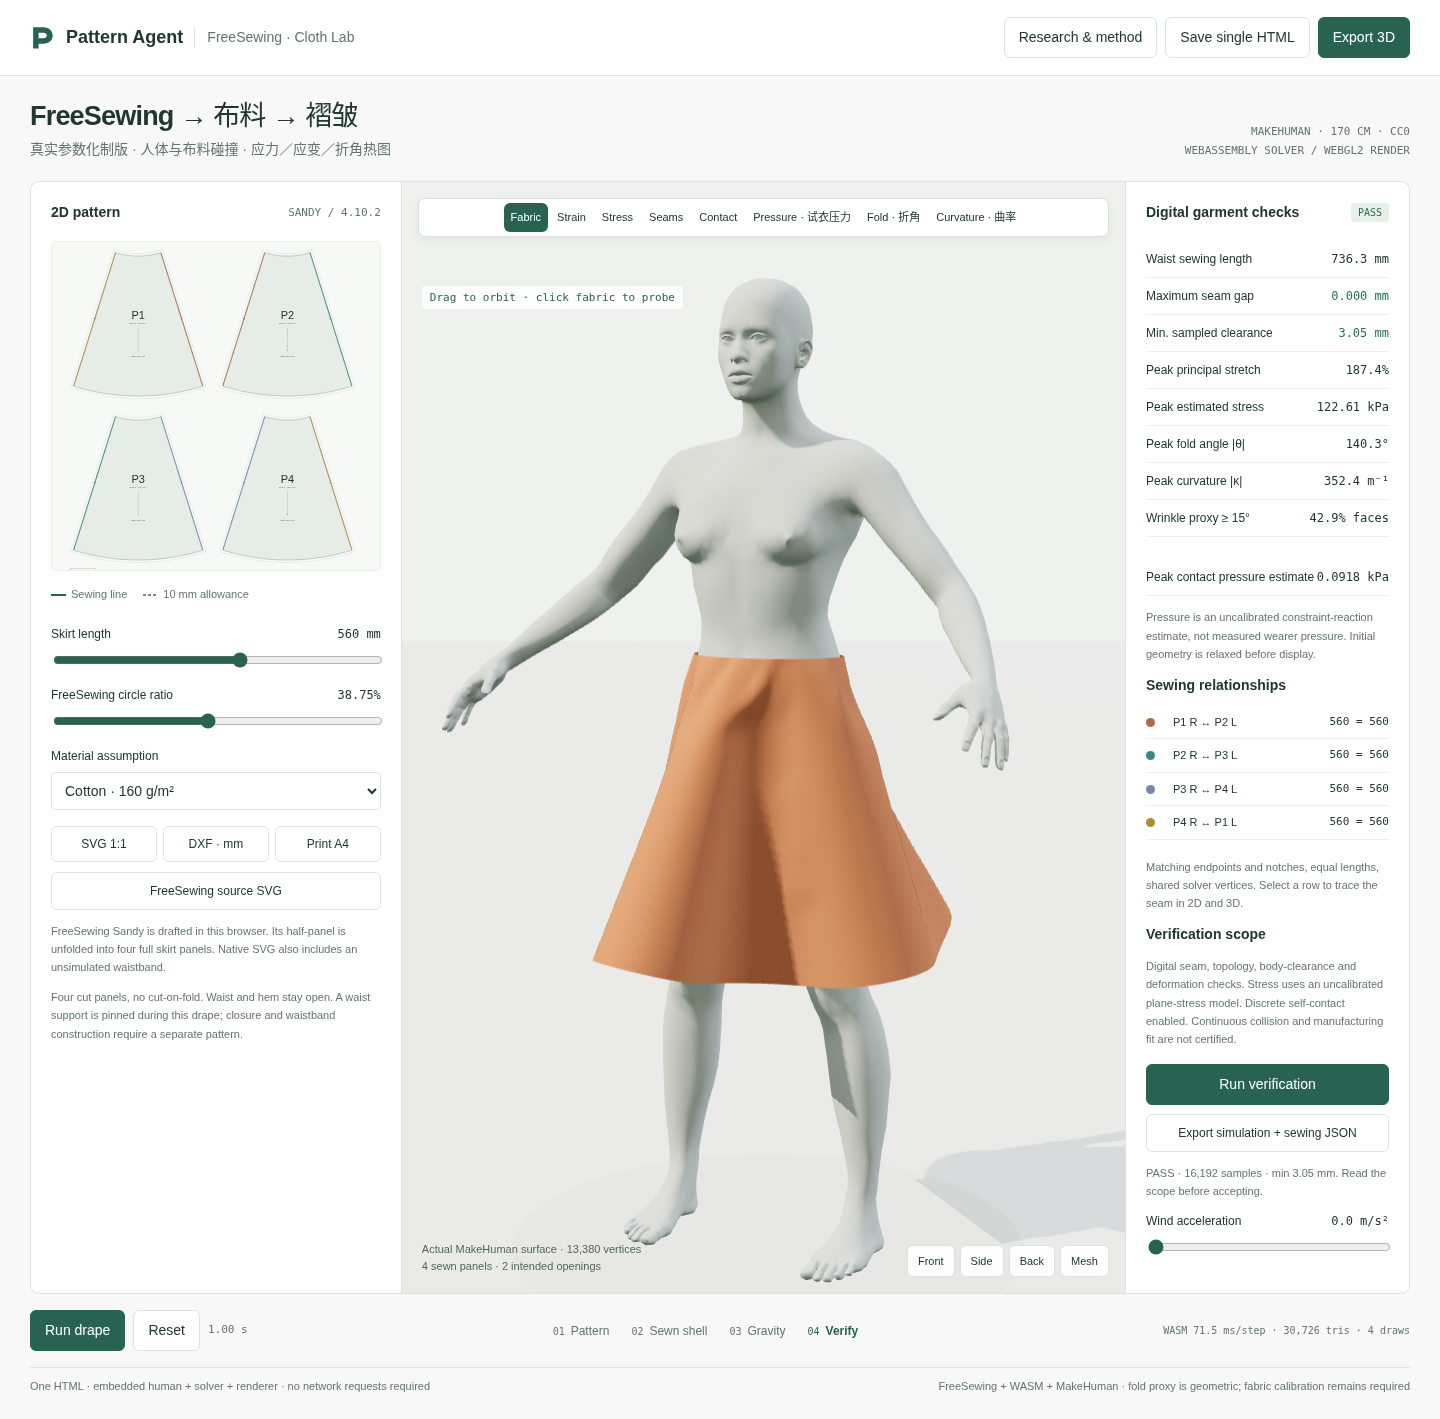 Pattern Agent
FreeSewing · Cloth Lab
Research & method
Save single HTML
Export 3D
FreeSewing → 布料 → 褶皱
真实参数化制版 · 人体与布料碰撞 · 应力／应变／折角热图
MAKEHUMAN · 170 CM · CC0
WEBASSEMBLY SOLVER / WEBGL2 RENDER
2D pattern
SANDY / 4.10.2
P1
P2
P3
P4
Sewing line
10 mm allowance
Skirt length
560 mm
FreeSewing circle ratio
38.75%
Material assumption
Cotton · 160 g/m²
SVG 1:1
DXF · mm
Print A4
FreeSewing source SVG
FreeSewing Sandy is drafted in this browser. Its half-panel is
unfolded into four full skirt panels. Native SVG also includes an
unsimulated waistband.
Four cut panels, no cut-on-fold. Waist and hem stay open. A waist
support is pinned during this drape; closure and waistband
construction require a separate pattern.
Fabric
Strain
Stress
Seams
Contact
Pressure · 试衣压力
Fold · 折角
Curvature · 曲率
Drag to orbit · click fabric to probe
Actual MakeHuman surface · 13,380 vertices
4 sewn panels · 2 intended openings
Front
Side
Back
Mesh
Digital garment checks
PASS
Waist sewing length
736.3 mm
Maximum seam gap
0.000 mm
Min. sampled clearance
3.05 mm
Peak principal stretch
187.4%
Peak estimated stress
122.61 kPa
Peak fold angle |θ|
140.3°
Peak curvature |κ|
352.4 m⁻¹
Wrinkle proxy ≥ 15°
42.9% faces
Peak contact pressure estimate
0.0918 kPa
Pressure is an uncalibrated constraint-reaction
estimate, not measured wearer pressure. Initial
geometry is relaxed before display.
Sewing relationships
P1 R ↔ P2 L
560 = 560
P2 R ↔ P3 L
560 = 560
P3 R ↔ P4 L
560 = 560
P4 R ↔ P1 L
560 = 560
Matching endpoints and notches, equal lengths,
shared solver vertices. Select a row to trace the
seam in 2D and 3D.
Verification scope
Digital seam, topology, body-clearance and
deformation checks. Stress uses an uncalibrated
plane-stress model. Discrete self-contact
enabled. Continuous collision and manufacturing
fit are not certified.
Run verification
Export simulation + sewing JSON
PASS · 16,192 samples · min 3.05 mm. Read the
scope before accepting.
Wind acceleration
0.0 m/s²
Run drape
Reset
1.00 s
01 Pattern
02 Sewn shell
03 Gravity
04 Verify
WASM 71.5 ms/step · 30,726 tris · 4 draws
One HTML · embedded human + solver + renderer · no network requests required
FreeSewing + WASM + MakeHuman · fold proxy is geometric; fabric calibration remains required